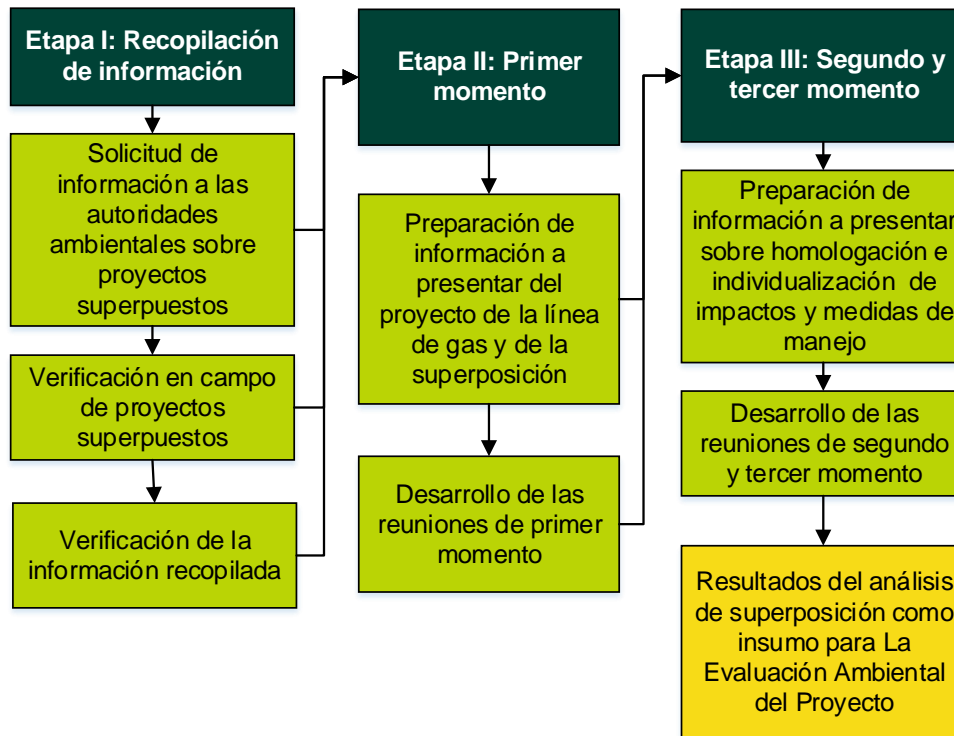 Etapa I: Recopilación
de información
Solicitud de
información a las
autoridades
ambientales sobre
proyectos
superpuestos
Verificación en campo
de proyectos
superpuestos
Verificación de la
información recopilada
Etapa II: Primer
momento
Preparación de
información a
presentar del
proyecto de la línea
de gas y de la
superposición
Desarrollo de las
reuniones de primer
momento
Etapa III: Segundo y
tercer momento
Preparación de
información a presentar
sobre homologación e
individualización de
impactos y medidas de
manejo
Desarrollo de las
reuniones de segundo
y tercer momento
Resultados del análisis
de superposición como
insumo para La
Evaluación Ambiental
del Proyecto